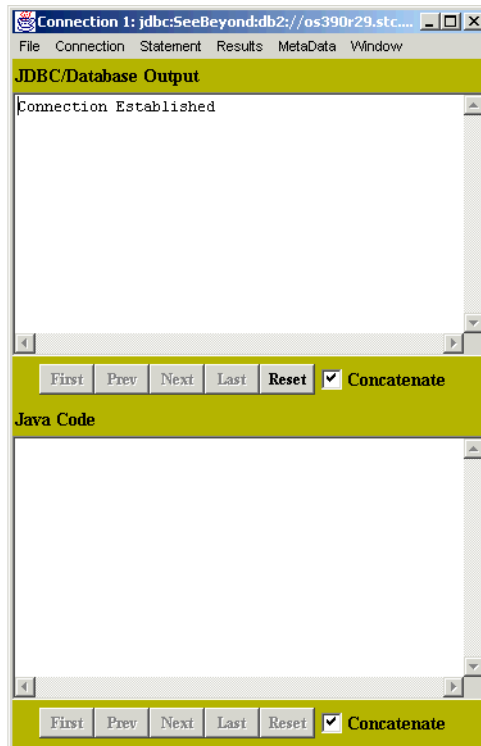 Connection 1: jdbc:SeeBeyond:db2://os390r29.stc....
File Connection Statement Results MetaData Window
JDBC/Database Output
Connection Established
First Prev Next Last Reset Concatenate
Java Code
First Prev Next Last Reset Concatenate